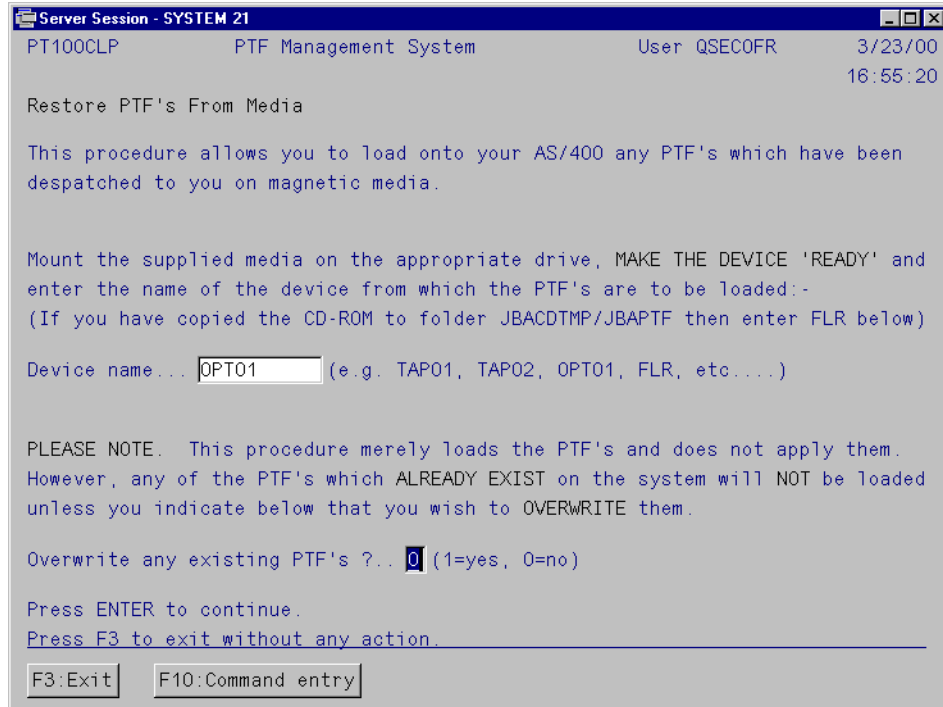 Server Session - SYSTEM 21
PT100CLP PTF Management System User QSECOFR 3/23/00
16:55:20
Restore PTF's From Media
This procedure allows you to load onto your AS/400 any PTF's which have been
despatched to you on magnetic media.
Mount the supplied media on the appropriate drive, MAKE THE DEVICE 'READY' and
enter the name of the device from which the PTF's are to be loaded:-
(If you have copied the CD-ROM to folder JBACDTMP/JBAPTF then enter FLR below)
Device name... OPT01 (e.g. TAP01, TAP02, OPT01, FLR, etc....)
PLEASE NOTE. This procedure merely loads the PTF's and does not apply them.
However, any of the PTF's which ALREADY EXIST on the system will NOT be loaded
unless you indicate below that you wish to OVERWRITE them.
Overwrite any existing PTF's ?.. 0 (1=yes, 0=no)
Press ENTER to continue.
Press F3 to exit without any action.
F3:Exit F10:Command entry